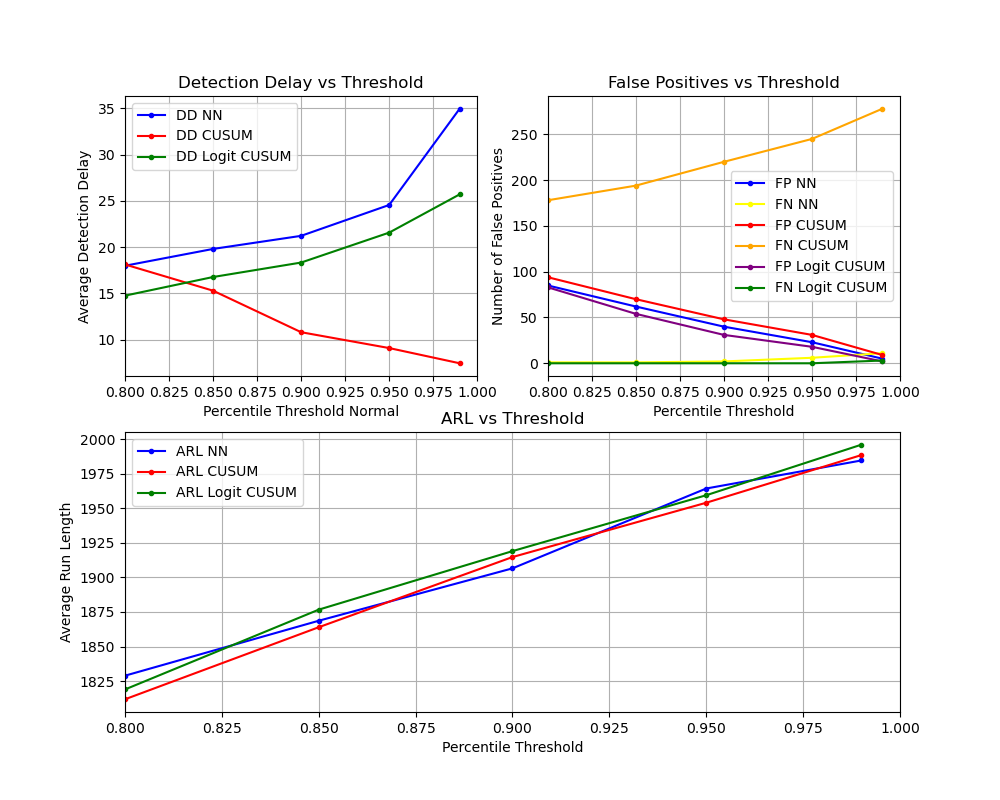 Detection Delay vs Threshold
35
30
25
20
15
10
Average Detection Delay
DD NN
DD CUSUM
DD Logit CUSUM
0.800 0.825 0.850 0.875 0.900 0.925 0.950 0.975 1.000
Percentile Threshold Normal
False Positives vs Threshold
250
200
150
100
50
0
Number of False Positives
FP NN
FN NN
FP CUSUM
FN CUSUM
FP Logit CUSUM
FN Logit CUSUM
0.800 0.825 0.850 0.875 0.900 0.925 0.950 0.975 1.000
Percentile Threshold
ARL vs Threshold
2000
1975
1950
1925
1900
1875
1850
1825
Average Run Length
ARL NN
ARL CUSUM
ARL Logit CUSUM
0.800 0.825 0.850 0.875 0.900 0.925 0.950 0.975 1.000
Percentile Threshold